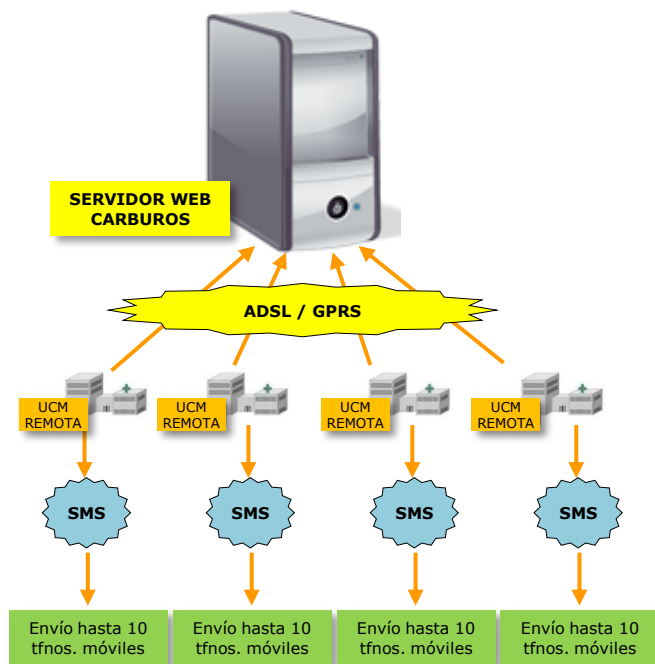 SERVIDOR WEB
CARBUROS
ADSL / GPRS
UCM
REMOTA
UCM
REMOTA
UCM
REMOTA
UCM
REMOTA
SMS
SMS
SMS
SMS
Envío hasta 10
tfnos. móviles
Envío hasta 10
tfnos. móviles
Envío hasta 10
tfnos. móviles
Envío hasta 10
tfnos. móviles